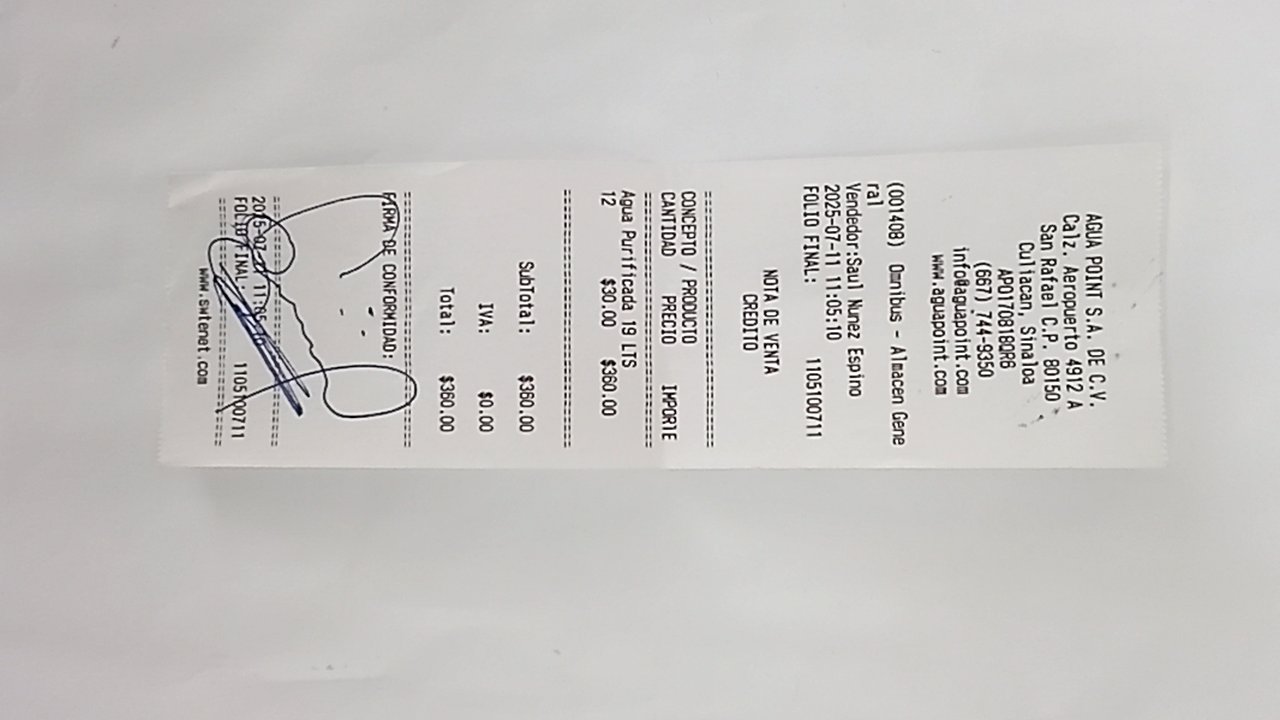 AGUA POINT S.A. DE C.V.
Calz. Aeropuerto 4912 A
San Rafael C.P. 80150
Culiacan, Sinaloa
APO170818QR6
(667) 744-9350
info@aguapoint.com
www.aguapoint.com
(001408) Omnibus - Almacen Gene
ral
Vendedor:Saul Nunez Espino
2025-07-11 11:05:10
FOLIO FINAL: 1105100711
NOTA DE VENTA
CREDITO
==============================
CONCEPTO / PRODUCTO
CANTIDAD PRECIO IMPORTE
==============================
Agua Purificada 19 LTS
12 $30.00 $360.00
==============================
SubTotal: $360.00
IVA: $0.00
Total: $360.00
==============================
FIRMA DE CONFORMIDAD:
==============================
FOLIO FINAL: 1105100711
==============================
www.swternet.com